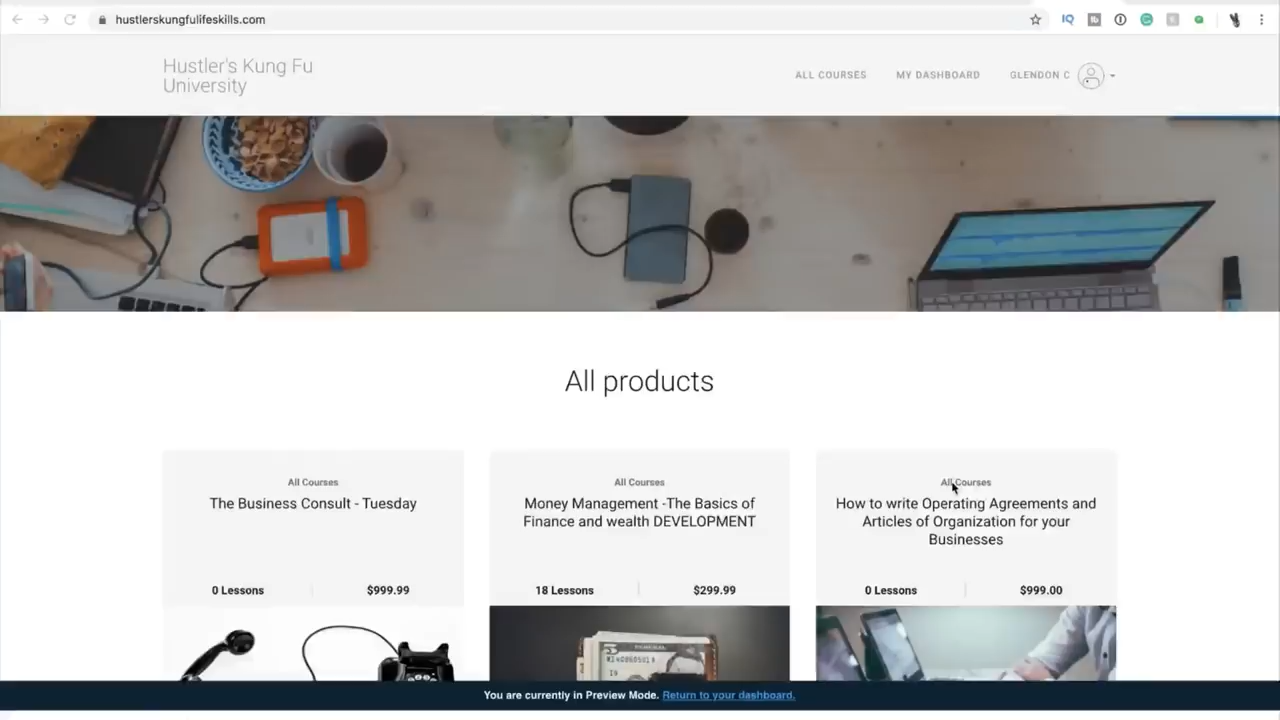 hustlerskungfulifeskills.com
Hustler's Kung Fu
University
ALL COURSES
MY DASHBOARD
GLENDON C
All products
All Courses
The Business Consult - Tuesday
0 Lessons
$999.99
All Courses
Money Management -The Basics of
Finance and wealth DEVELOPMENT
18 Lessons
$299.99
All Courses
How to write Operating Agreements and
Articles of Organization for your
Businesses
0 Lessons
$999.00
You are currently in Preview Mode. Return to your dashboard.